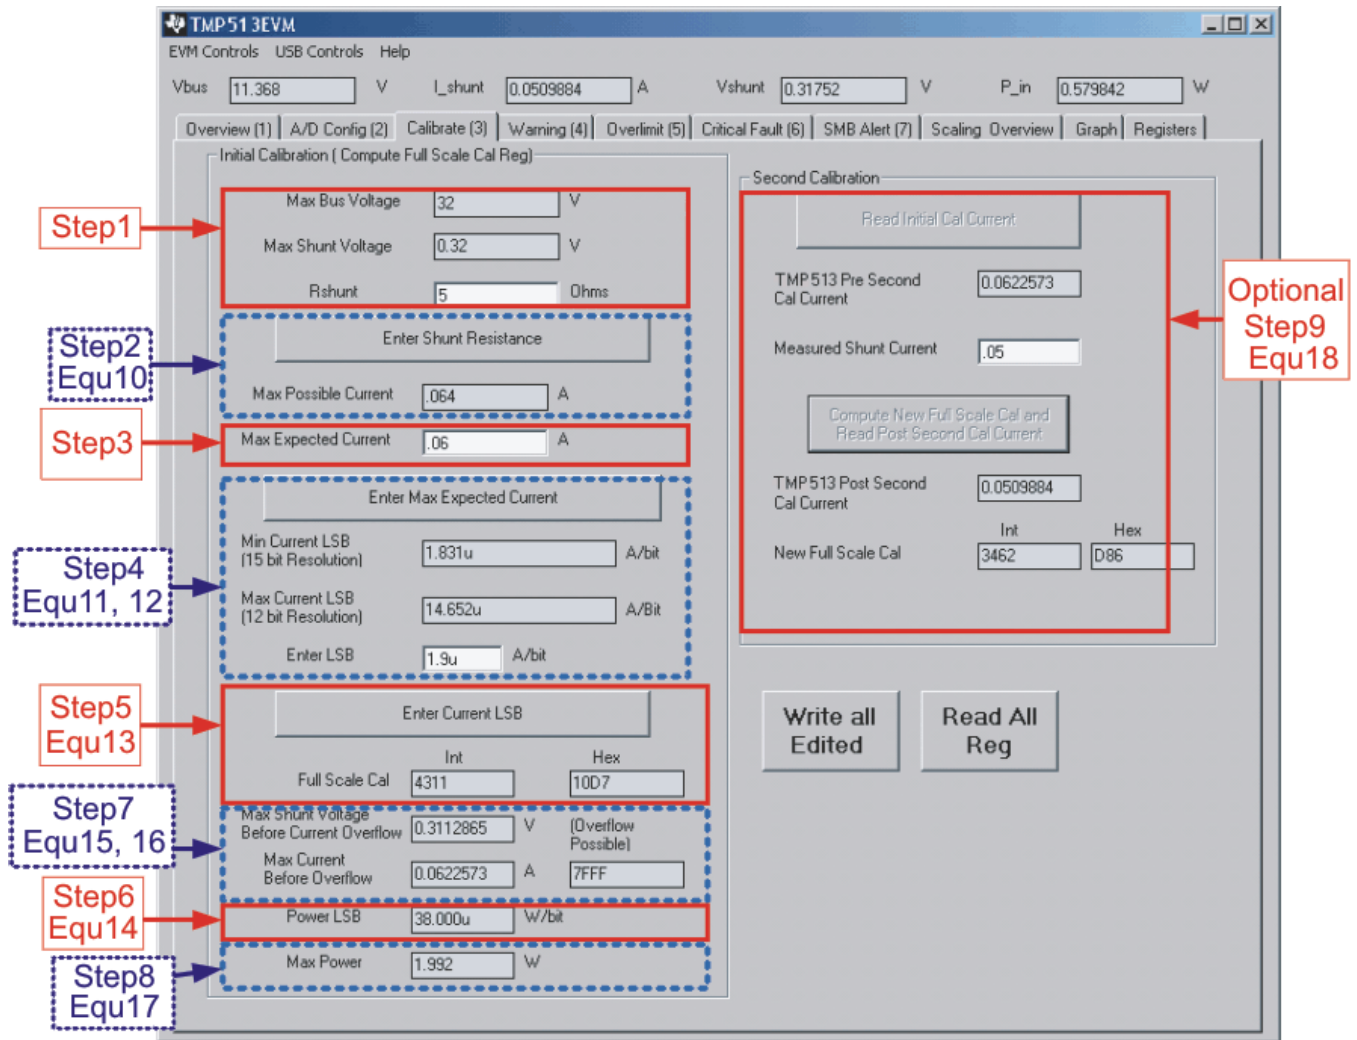 TMP513EVM
EVM Controls USB Controls Help
Vbus 11.368 V I_shunt 0.0509884 A Vshunt 0.31752 V P_in 0.579842 W
Overview (1) A/D Config (2) Calibrate (3) Warning (4) Overlimit (5) Critical Fault (6) SMB Alert (7) Scaling Overview Graph Registers
Initial Calibration ( Compute Full Scale Cal Reg)
Step1
Max Bus Voltage 32 V
Max Shunt Voltage 0.32 V
Rshunt 5 Ohms
Step2
Equ10
Enter Shunt Resistance
Max Possible Current .064 A
Step3
Max Expected Current .06 A
Step4
Equ11, 12
Enter Max Expected Current
Min Current LSB
(15 bit Resolution) 1.831u A/bit
Max Current LSB
(12 bit Resolution) 14.652u A/Bit
Enter LSB 1.9u A/bit
Step5
Equ13
Enter Current LSB
Int Hex
Full Scale Cal 4311 10D7
Step7
Equ15, 16
Max Shunt Voltage
Before Current Overflow 0.3112865 V (Overflow
Possible)
Max Current
Before Overflow 0.0622573 A 7FFF
Step6
Equ14
Power LSB 38.000u W/bit
Step8
Equ17
Max Power 1.992 W
Second Calibration
Read Initial Cal Current
TMP513 Pre Second
Cal Current 0.0622573
Measured Shunt Current .05
Compute New Full Scale Cal and
Read Post Second Cal Current
TMP513 Post Second
Cal Current 0.0509884
Int Hex
New Full Scale Cal 3462 D86
Optional
Step9
Equ18
Write all
Edited
Read All
Reg